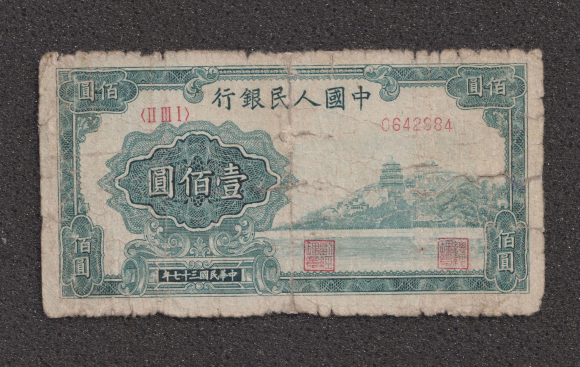 佰圓
佰圓
中國人民銀行
〈II III I〉
0642984
壹佰圓
佰圓
佰圓
中華民國三十七年